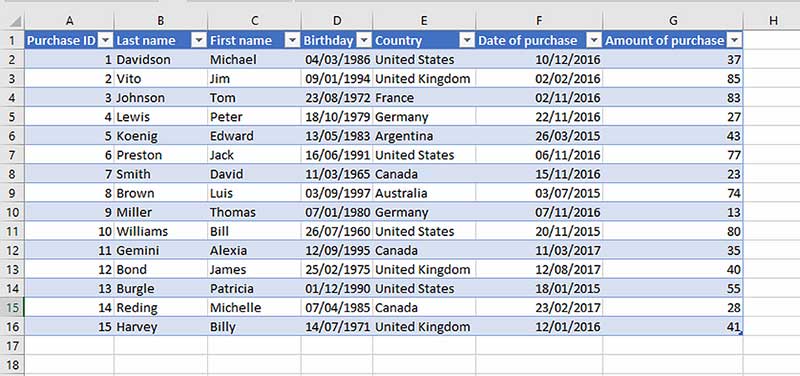 A B C D E F G H
1 Purchase ID Last name First name Birthday Country Date of purchase Amount of purchase
2 1 Davidson Michael 04/03/1986 United States 10/12/2016 37
3 2 Vito Jim 09/01/1994 United Kingdom 02/02/2016 85
4 3 Johnson Tom 23/08/1972 France 02/11/2016 83
5 4 Lewis Peter 18/10/1979 Germany 22/11/2016 27
6 5 Koenig Edward 13/05/1983 Argentina 26/03/2015 43
7 6 Preston Jack 16/06/1991 United States 06/11/2016 77
8 7 Smith David 11/03/1965 Canada 15/11/2016 23
9 8 Brown Luis 03/09/1997 Australia 03/07/2015 74
10 9 Miller Thomas 07/01/1980 Germany 07/11/2016 13
11 10 Williams Bill 26/07/1960 United States 20/11/2015 80
12 11 Gemini Alexia 12/09/1995 Canada 11/03/2017 35
13 12 Bond James 25/02/1975 United Kingdom 12/08/2017 40
14 13 Burgle Patricia 01/12/1990 United States 18/01/2015 55
15 14 Reding Michelle 07/04/1985 Canada 23/02/2017 28
16 15 Harvey Billy 14/07/1971 United Kingdom 12/01/2016 41
17
18